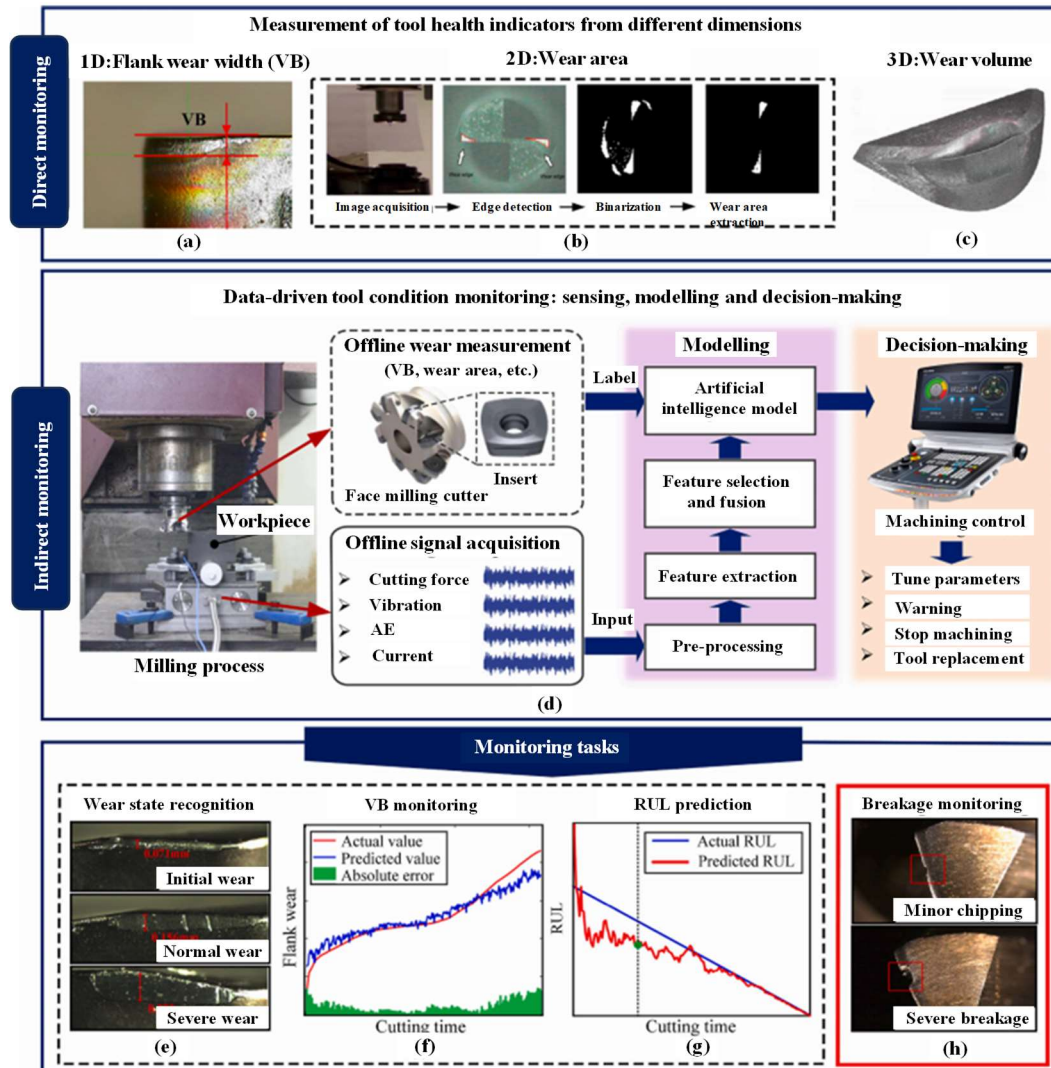 Measurement of tool health indicators from different dimensions
Direct monitoring
1D:Flank wear width (VB)
2D:Wear area
3D:Wear volume
VB
Image acquisition
Edge detection
Binarization
Wear area
extraction
(a)
(b)
(c)
Indirect monitoring
Data-driven tool condition monitoring: sensing, modelling and decision-making
Workpiece
Milling process
Offline wear measurement
(VB, wear area, etc.)
Face milling cutter
Insert
Offline signal acquisition
➢ Cutting force
➢ Vibration
➢ AE
➢ Current
Label
Input
Modelling
Artificial
intelligence model
Feature selection
and fusion
Feature extraction
Pre-processing
Decision-making
Machining control
➢ Tune parameters
➢ Warning
➢ Stop machining
➢ Tool replacement
(d)
Monitoring tasks
Wear state recognition
0.071mm
Initial wear
Normal wear
Severe wear
(e)
VB monitoring
Actual value
Predicted value
Absolute error
Flank wear
Cutting time
(f)
RUL prediction
Actual RUL
Predicted RUL
RUL
Cutting time
(g)
Breakage monitoring
Minor chipping
Severe breakage
(h)